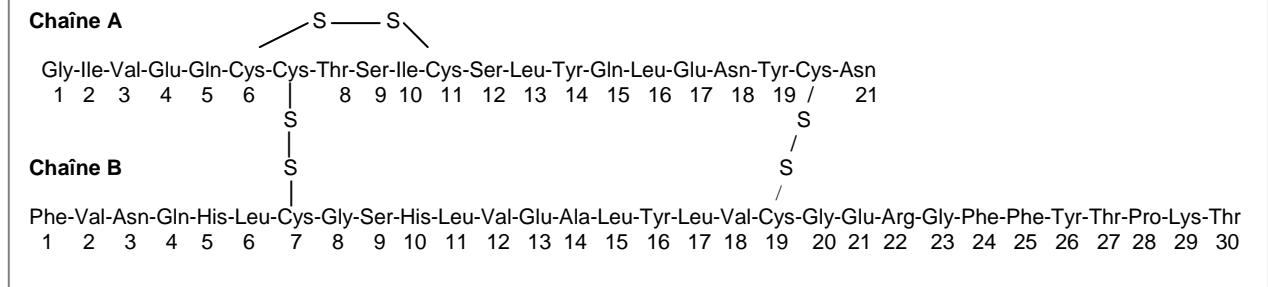 Chaîne A
S S
Gly-Ile-Val-Glu-Gln-Cys-Cys-Thr-Ser-Ile-Cys-Ser-Leu-Tyr-Gln-Leu-Glu-Asn-Tyr-Cys-Asn
1 2 3 4 5 6 8 9 10 11 12 13 14 15 16 17 18 19 21
S S
Chaîne B S S
Phe-Val-Asn-Gln-His-Leu-Cys-Gly-Ser-His-Leu-Val-Glu-Ala-Leu-Tyr-Leu-Val-Cys-Gly-Glu-Arg-Gly-Phe-Phe-Tyr-Thr-Pro-Lys-Thr
1 2 3 4 5 6 7 8 9 10 11 12 13 14 15 16 17 18 19 20 21 22 23 24 25 26 27 28 29 30